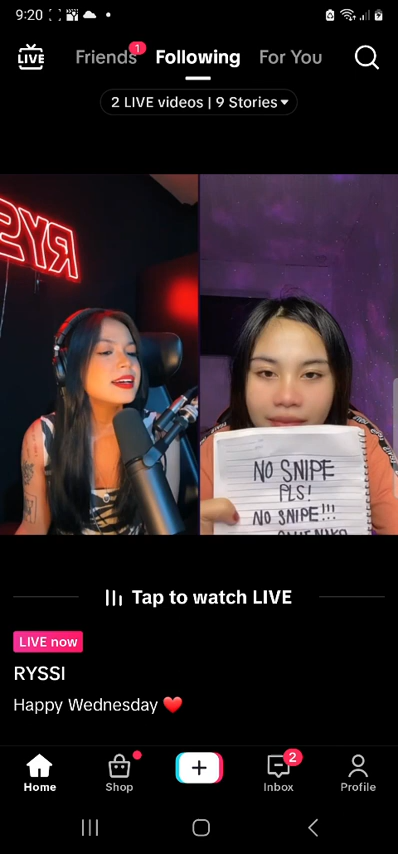 9:20
LIVE
Friends
1
Following
For You
2 LIVE videos | 9 Stories
RYS
NO SNIPE
PLS!
NO SNIPE!!!
Tap to watch LIVE
LIVE now
RYSSI
Happy Wednesday ❤️
Home
Shop
2
Inbox
Profile